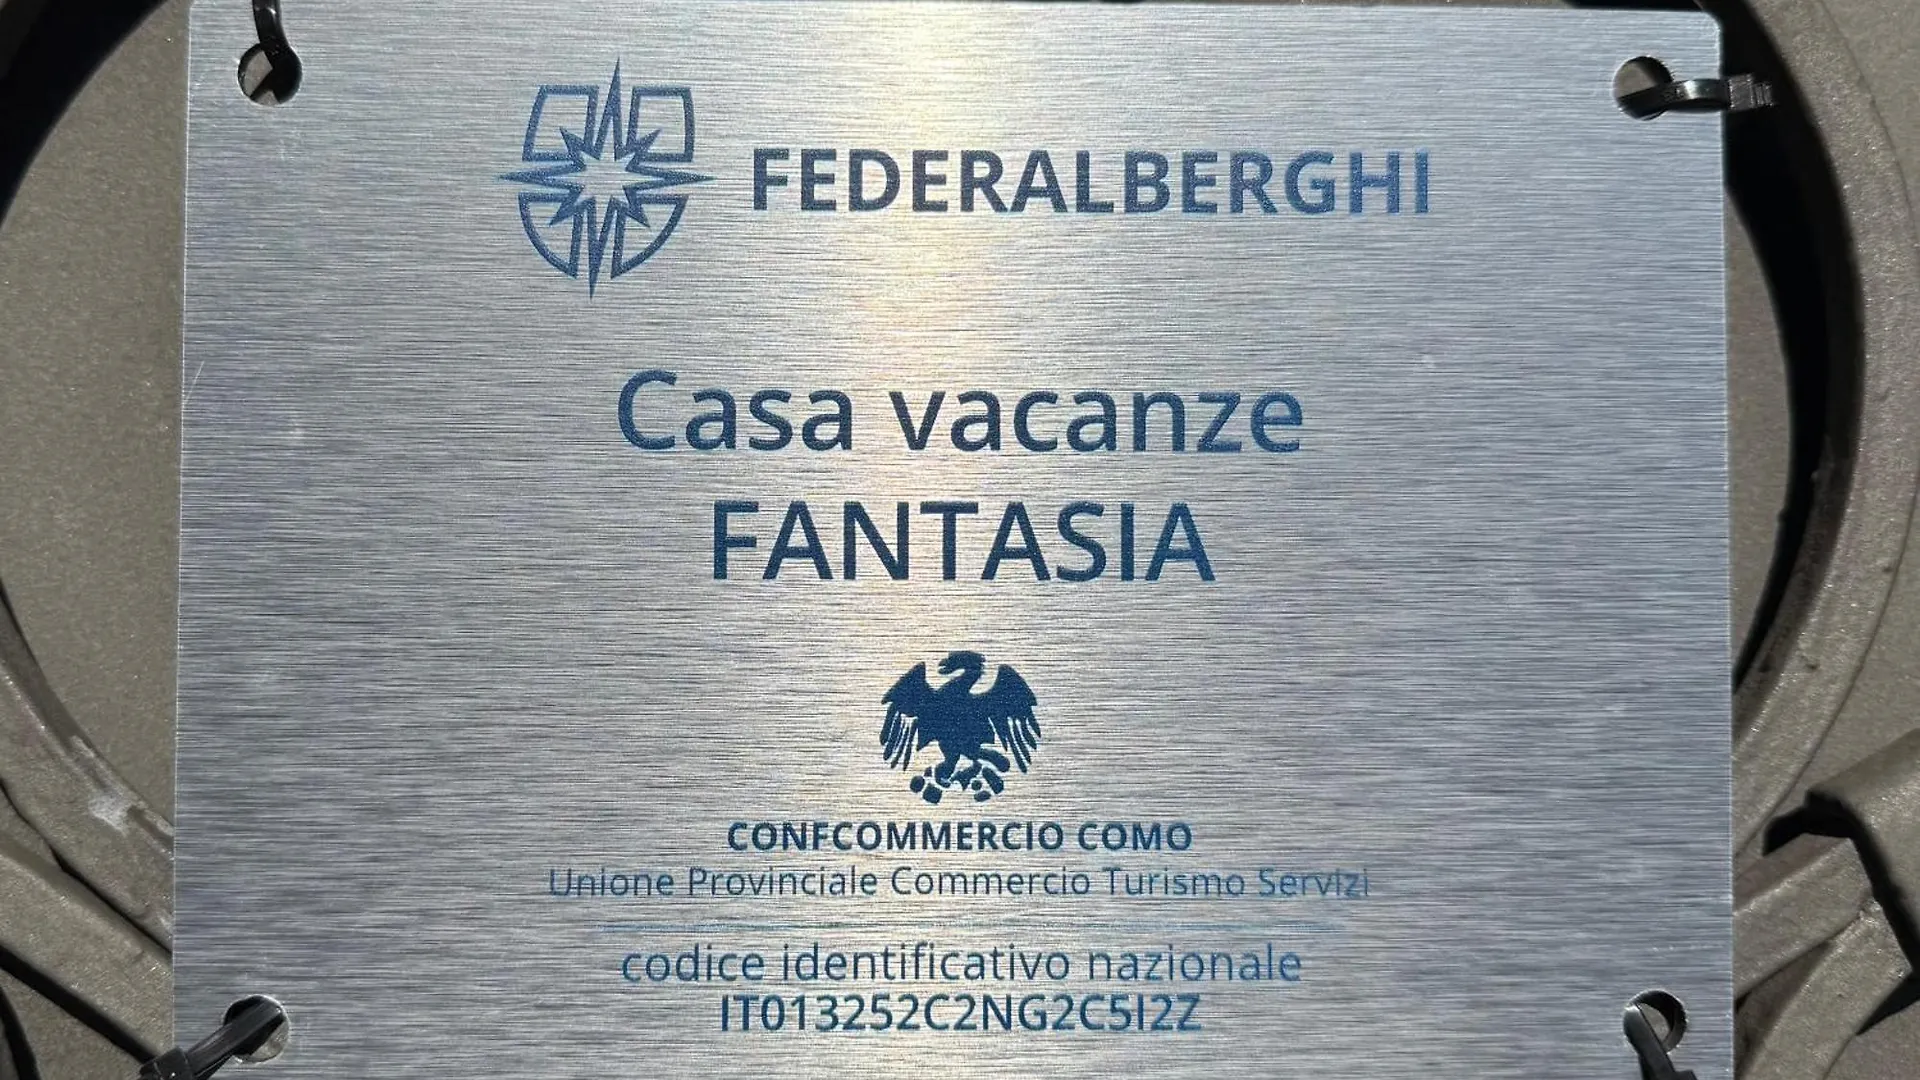 FEDERALBERGHI
Casa vacanze
FANTASIA
CONFCOMMERCIO COMO
Unione Provinciale Commercio Turismo Servizi
codice identificativo nazionale
IT013252C2NG2C5I2Z